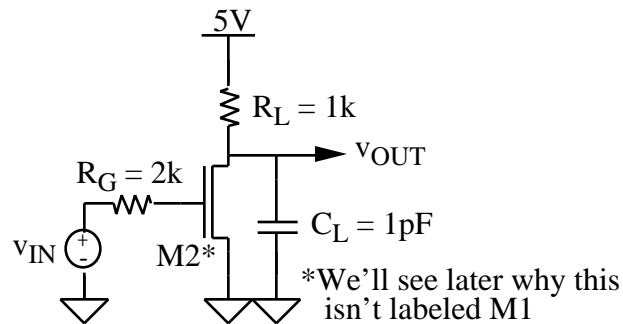 5V
R_L = 1k
v_OUT
R_G = 2k
C_L = 1pF
v_IN
+
-
M2*
*We'll see later why this
isn't labeled M1